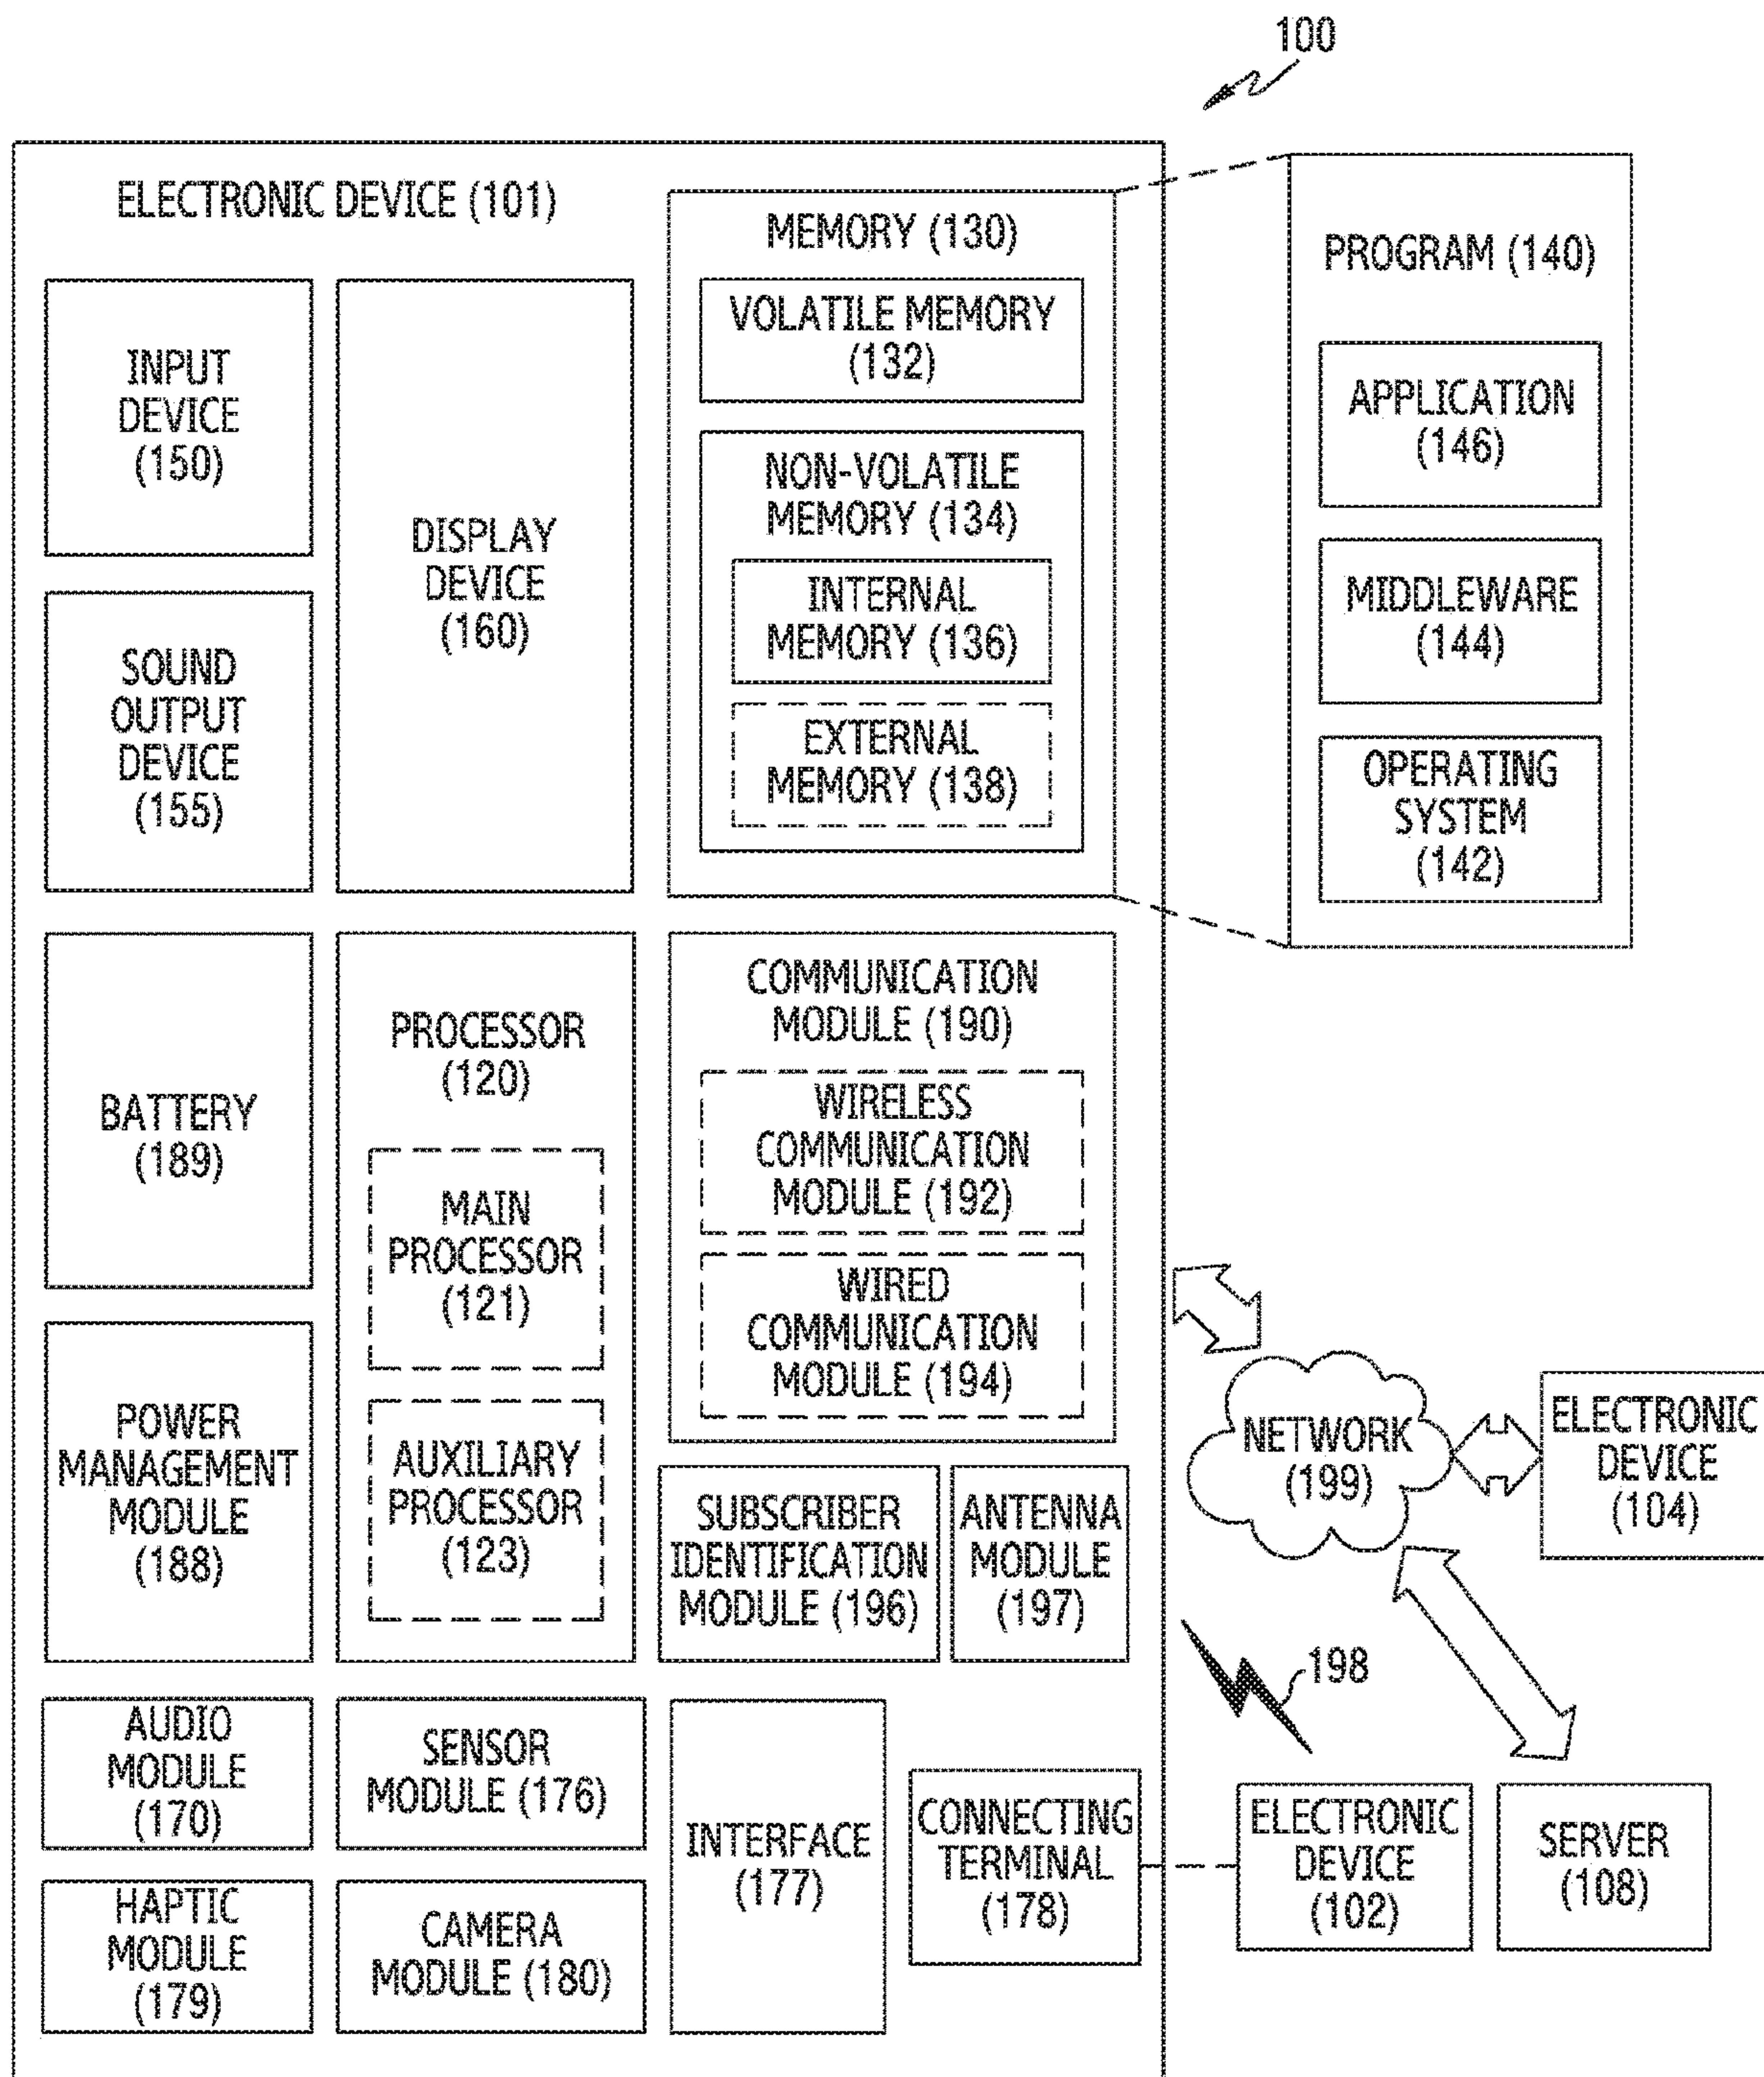 100
ELECTRONIC DEVICE (101)
INPUT
DEVICE
(150)
SOUND
OUTPUT
DEVICE
(155)
DISPLAY
DEVICE
(160)
MEMORY (130)
VOLATILE MEMORY
(132)
NON-VOLATILE
MEMORY (134)
INTERNAL
MEMORY (136)
EXTERNAL
MEMORY (138)
PROGRAM (140)
APPLICATION
(146)
MIDDLEWARE
(144)
OPERATING
SYSTEM
(142)
BATTERY
(189)
POWER
MANAGEMENT
MODULE
(188)
PROCESSOR
(120)
MAIN
PROCESSOR
(121)
AUXILIARY
PROCESSOR
(123)
COMMUNICATION
MODULE (190)
WIRELESS
COMMUNICATION
MODULE (192)
WIRED
COMMUNICATION
MODULE (194)
SUBSCRIBER
IDENTIFICATION
MODULE (196)
ANTENNA
MODULE
(197)
NETWORK
(199)
ELECTRONIC
DEVICE
(104)
198
AUDIO
MODULE
(170)
SENSOR
MODULE (176)
HAPTIC
MODULE
(179)
CAMERA
MODULE (180)
INTERFACE
(177)
CONNECTING
TERMINAL
(178)
ELECTRONIC
DEVICE
(102)
SERVER
(108)